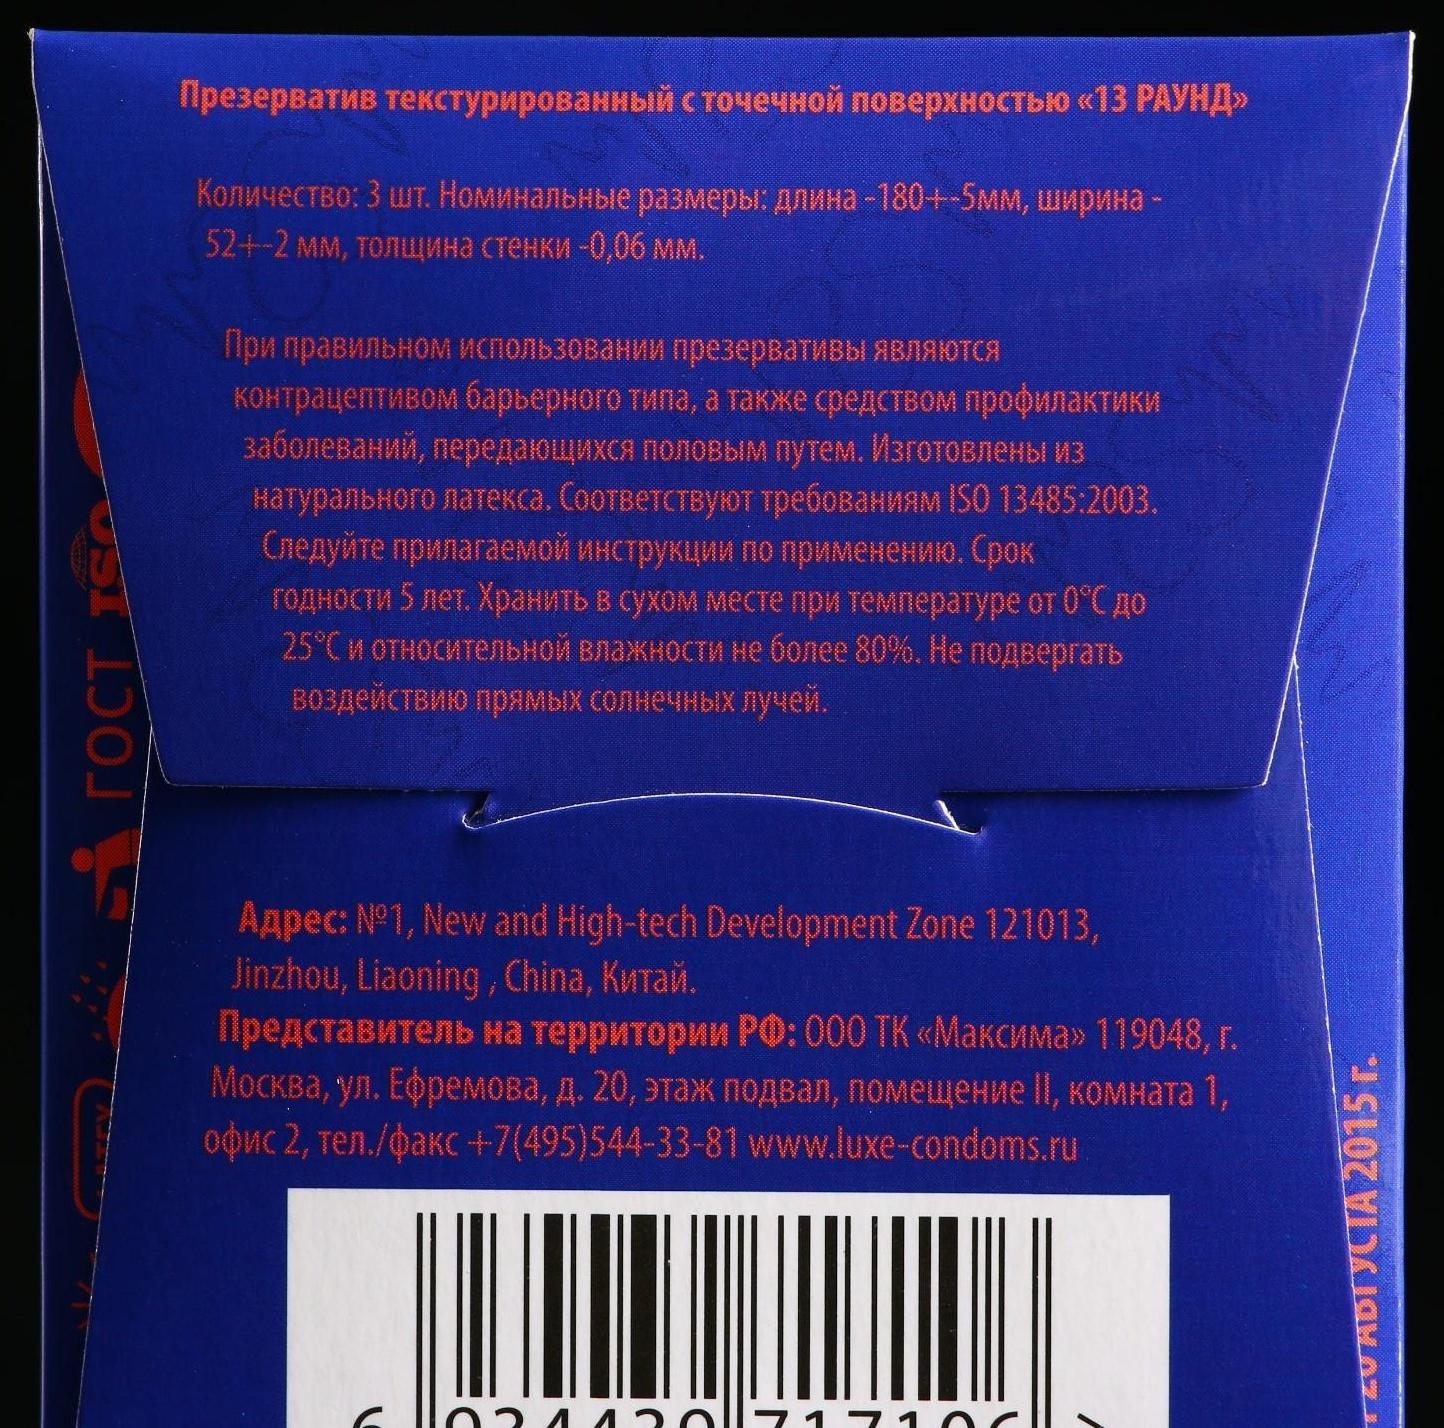 Презерватив текстурированный с точечной поверхностью «13 РАУНД»
Количество: 3 шт. Номинальные размеры: длина -180+-5мм, ширина -
52+-2 мм, толщина стенки -0,06 мм.
При правильном использовании презервативы являются
контрацептивом барьерного типа, а также средством профилактики
заболеваний, передающихся половым путем. Изготовлены из
натурального латекса. Соответствуют требованиям ISO 13485:2003.
Следуйте прилагаемой инструкции по применению. Срок
годности 5 лет. Хранить в сухом месте при температуре от 0°С до
25°С и относительной влажности не более 80%. Не подвергать
воздействию прямых солнечных лучей.
Адрес: №1, New and High-tech Development Zone 121013,
Jinzhou, Liaoning , China, Китай.
Представитель на территории РФ: ООО ТК «Максима» 119048, г.
Москва, ул. Ефремова, д. 20, этаж подвал, помещение II, комната 1,
офис 2, тел./факс +7(495)544-33-81 www.luxe-condoms.ru
6 934439 717106 >
ГОСТ ISO
20 АВГУСТА 2015 г.